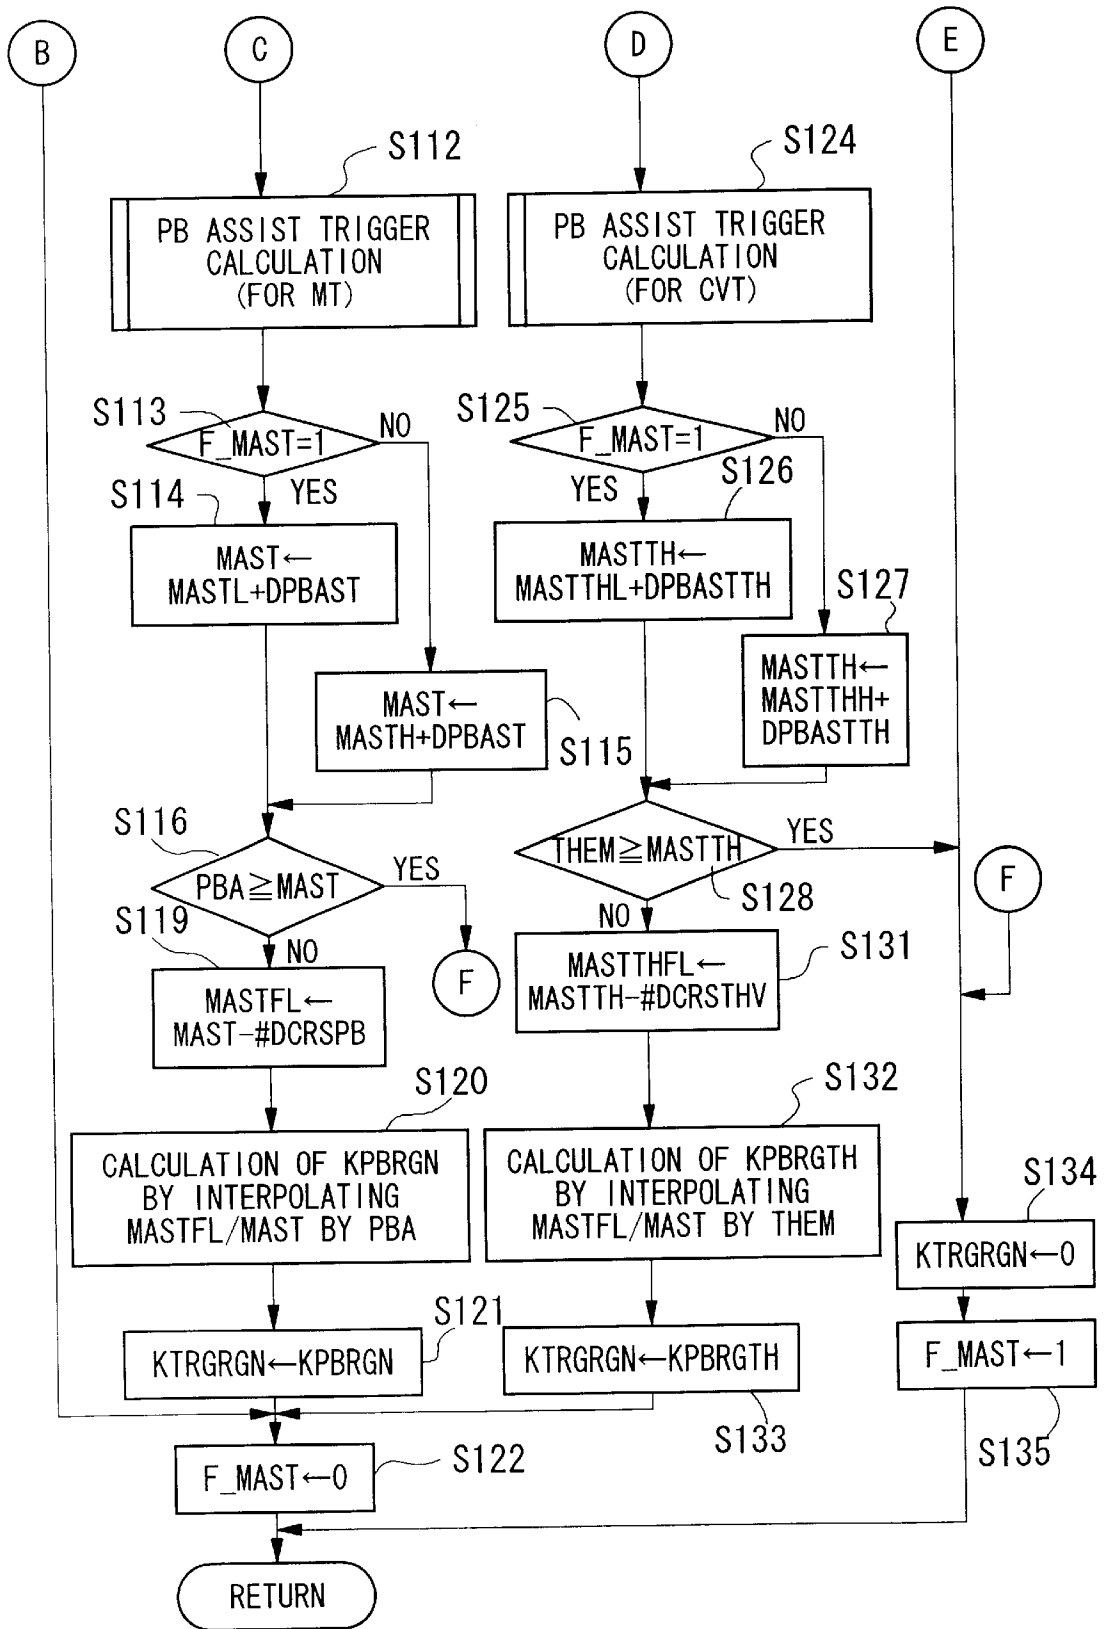 B
C
D
E
S112
PB ASSIST TRIGGER
CALCULATION
(FOR MT)
S124
PB ASSIST TRIGGER
CALCULATION
(FOR CVT)
S113
F_MAST=1
NO
YES
S125
F_MAST=1
NO
YES
S114
MAST←
MASTL+DPBAST
S126
MASTTH←
MASTTHL+DPBASTTH
S127
MASTTH←
MASTTHH+
DPBASTTH
MAST←
MASTH+DPBAST
S115
S116
PBA≧MAST
YES
NO
F
THEM≧MASTTH
YES
S128
NO
F
S119
MASTFL←
MAST-#DCRSPB
S131
MASTTHFL←
MASTTH-#DCRSTHV
S120
CALCULATION OF KPBRGN
BY INTERPOLATING
MASTFL/MAST BY PBA
S132
CALCULATION OF KPBRGTH
BY INTERPOLATING
MASTFL/MAST BY THEM
S134
KTRGRGN←0
S121
KTRGRGN←KPBRGN
KTRGRGN←KPBRGTH
S133
F_MAST←1
S135
F_MAST←0
S122
RETURN